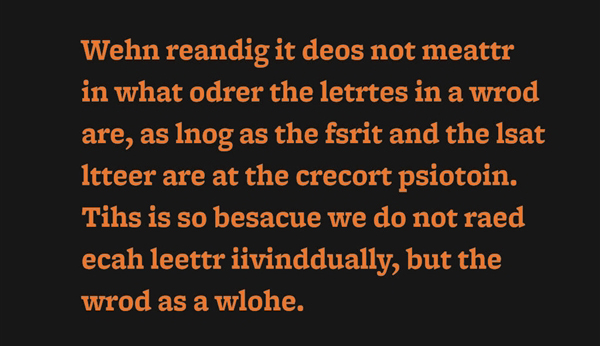 Wehn reandig it deos not meattr
in what odrer the letrtes in a wrod
are, as lnog as the fsrit and the lsat
ltteer are at the crecort psiotoin.
Tihs is so besacue we do not raed
ecah leettr iivinddually, but the
wrod as a wlohe.